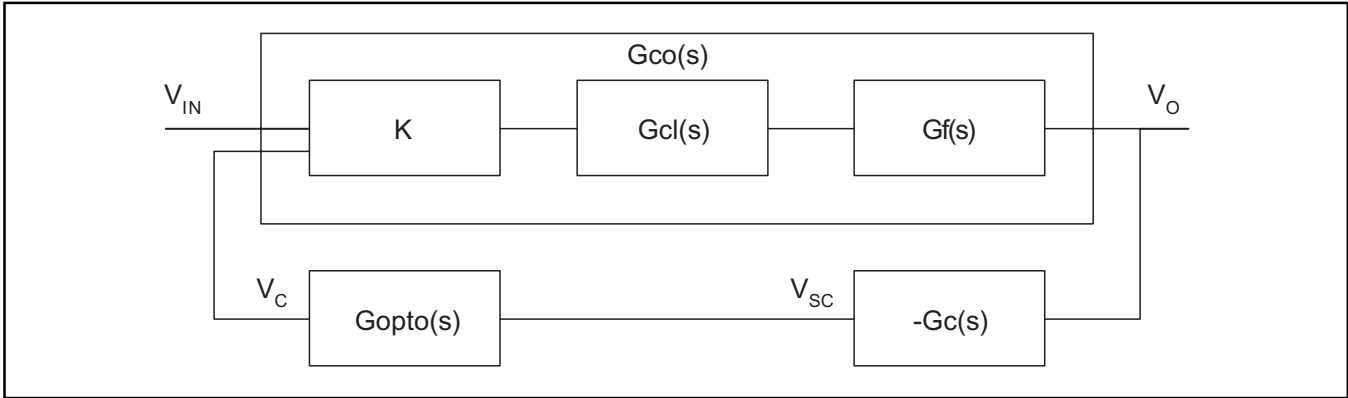 Gco(s)
V_IN
K
Gcl(s)
Gf(s)
V_O
V_C
Gopto(s)
V_SC
-Gc(s)